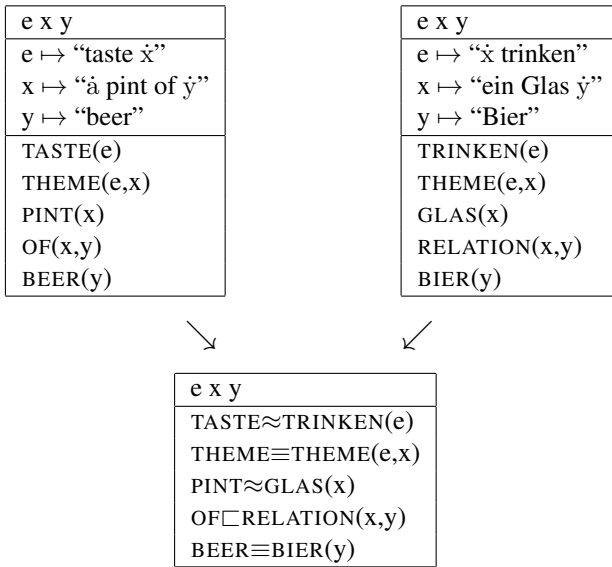 e x y
e ↦ “taste ẋ”
x ↦ “ȧ pint of ẏ”
y ↦ “beer”
TASTE(e)
THEME(e,x)
PINT(x)
OF(x,y)
BEER(y)
e x y
e ↦ “ẋ trinken”
x ↦ “ein Glas ẏ”
y ↦ “Bier”
TRINKEN(e)
THEME(e,x)
GLAS(x)
RELATION(x,y)
BIER(y)
↘ ↙
e x y
TASTE≈TRINKEN(e)
THEME≡THEME(e,x)
PINT≈GLAS(x)
OF⊏RELATION(x,y)
BEER≡BIER(y)